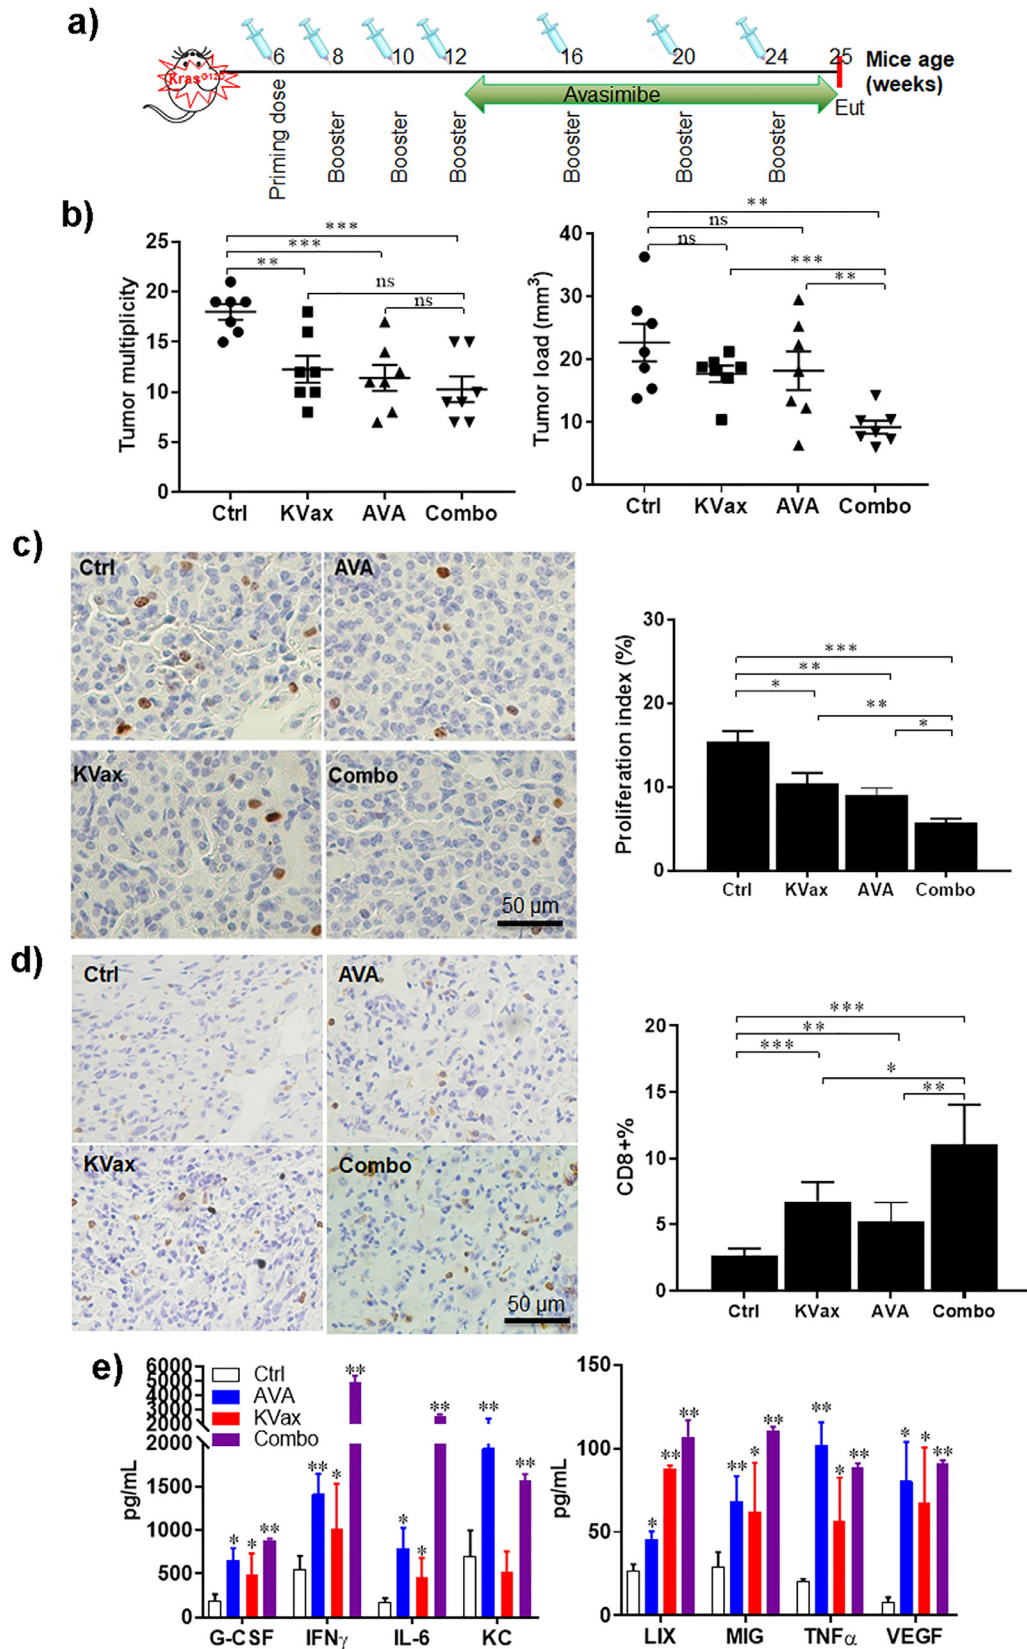 a)
6 8 10 12 16 20 24 25
Mice age
(weeks)
Kras
Avasimibe
Eut
Priming dose
Booster
Booster
Booster
Booster
Booster
Booster
b)
** 
***
***
**
ns
ns
Tumor multiplicity
25
20
15
10
5
0
Ctrl KVax AVA Combo
**
ns
ns
***
**
Tumor load (mm³)
40
30
20
10
0
Ctrl KVax AVA Combo
c)
Ctrl
AVA
KVax
Combo
50 µm
Proliferation index (%)
30
20
10
0
***
**
*
**
*
Ctrl KVax AVA Combo
d)
Ctrl
AVA
KVax
Combo
50 µm
CD8+%
20
15
10
5
0
***
**
***
*
**
Ctrl KVax AVA Combo
e)
pg/mL
6000
5000
4000
3000
2000
2000
1500
1000
500
0
Ctrl
AVA
KVax
Combo
* * **
** * **
* * **
** **
G-CSF IFNγ IL-6 KC
pg/mL
150
100
50
0
* ** **
** * **
** * **
* * **
LIX MIG TNFα VEGF